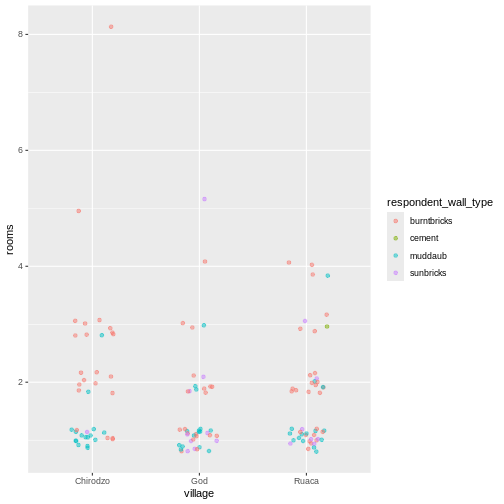 8
6
4
2
rooms
Chirodzo God Ruaca
village
respondent_wall_type
burntbricks
cement
muddaub
sunbricks